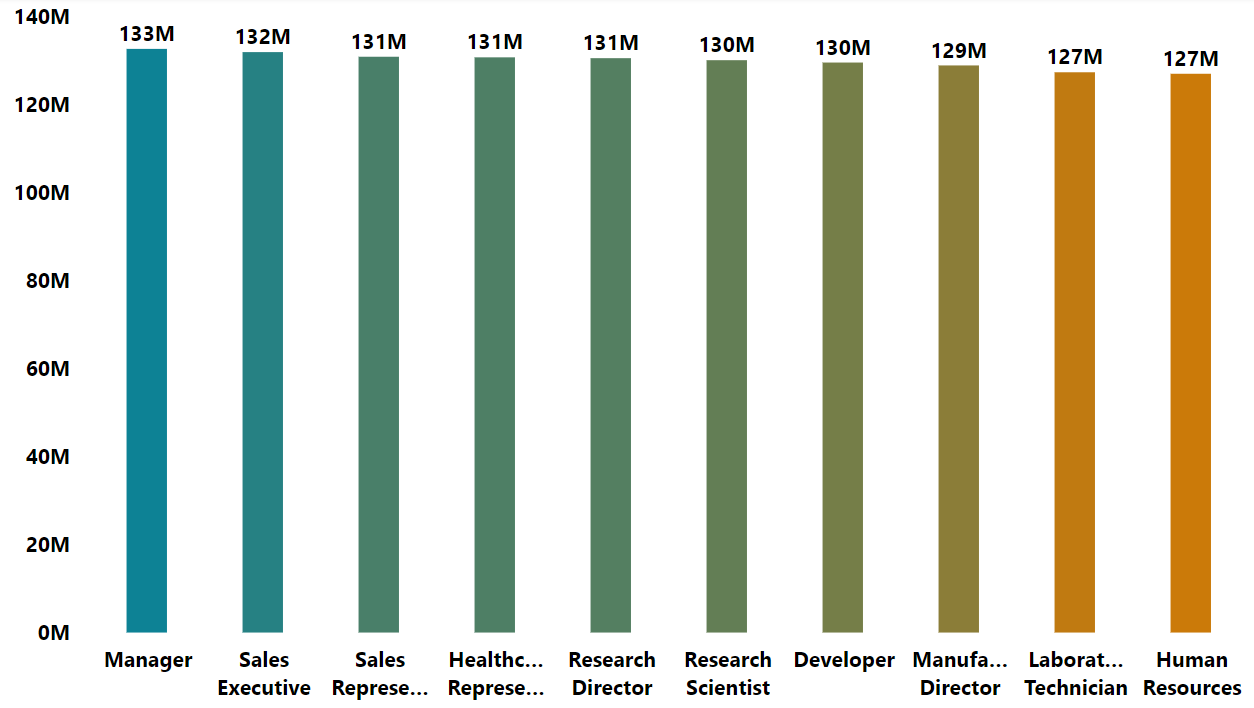 140M
120M
100M
80M
60M
40M
20M
0M
133M
132M
131M
131M
131M
130M
130M
129M
127M
127M
Manager
Sales
Executive
Sales
Represe...
Healthc...
Represe...
Research
Director
Research
Scientist
Developer
Manufa...
Director
Laborat...
Technician
Human
Resources